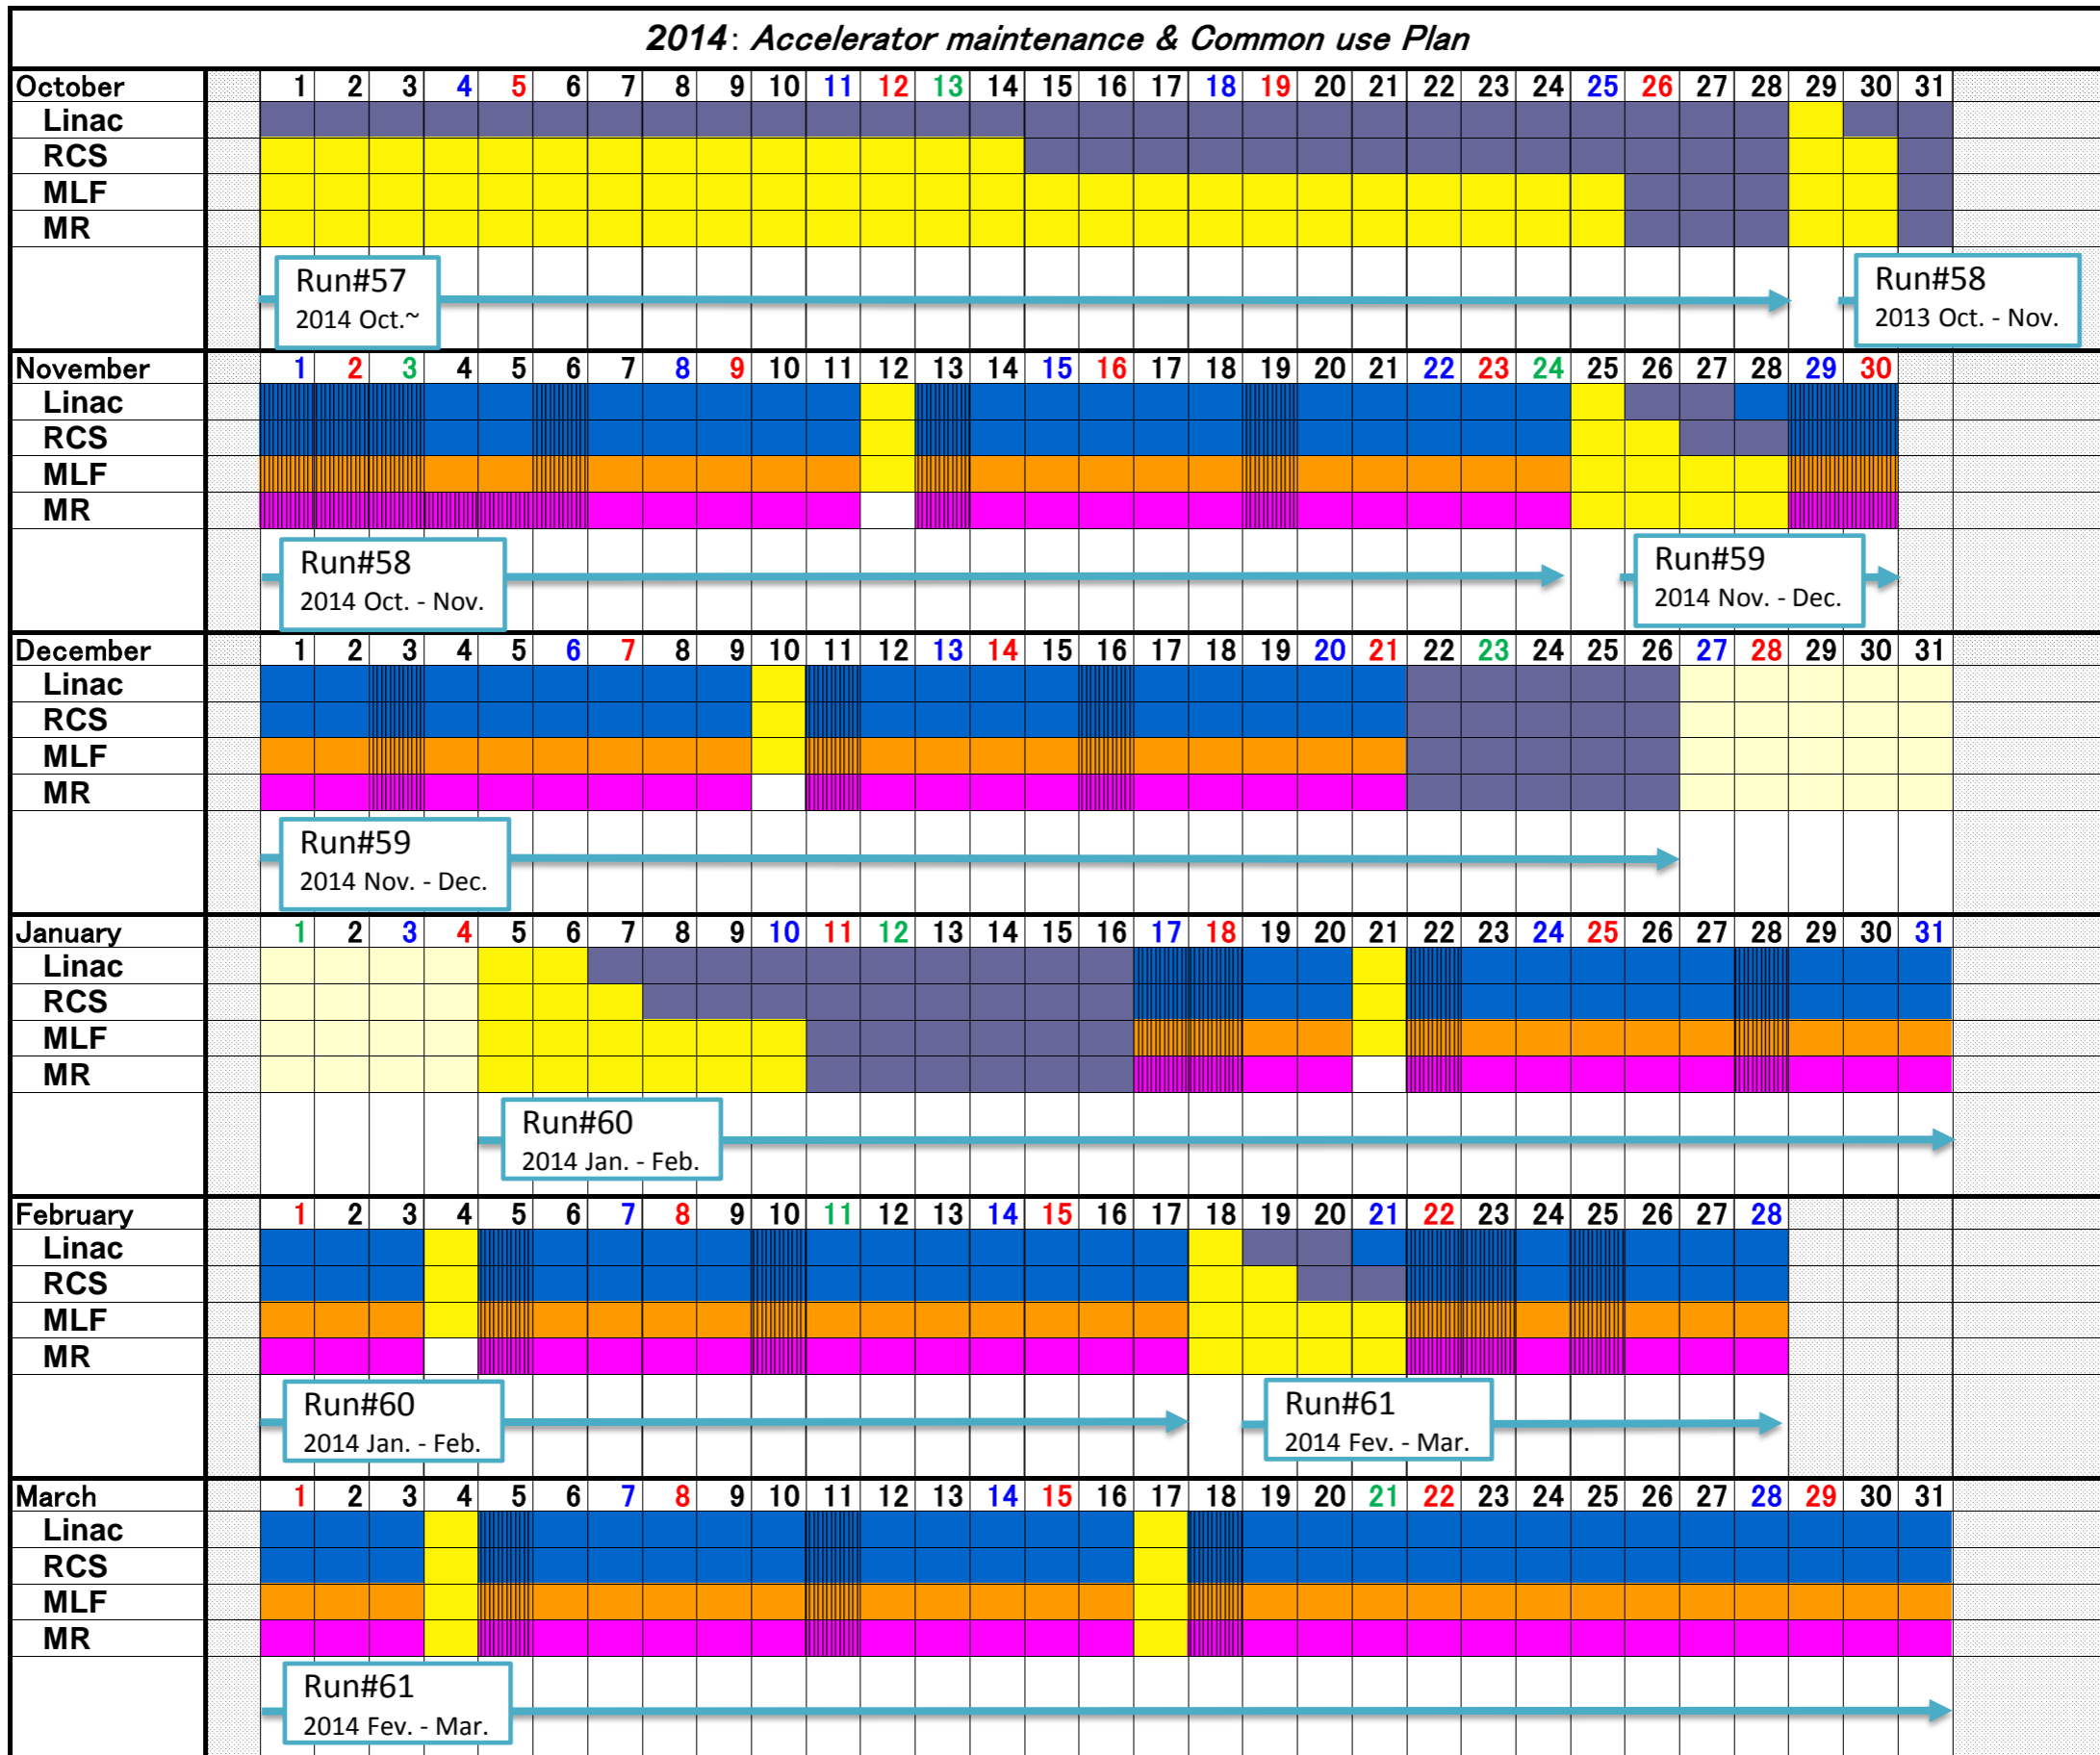 2014: Accelerator maintenance & Common use Plan
October 1 2 3 4 5 6 7 8 9 10 11 12 13 14 15 16 17 18 19 20 21 22 23 24 25 26 27 28 29 30 31
Linac
RCS
MLF
MR
Run#57
2014 Oct.~
Run#58
2013 Oct. - Nov.
November 1 2 3 4 5 6 7 8 9 10 11 12 13 14 15 16 17 18 19 20 21 22 23 24 25 26 27 28 29 30
Linac
RCS
MLF
MR
Run#58
2014 Oct. - Nov.
Run#59
2014 Nov. - Dec.
December 1 2 3 4 5 6 7 8 9 10 11 12 13 14 15 16 17 18 19 20 21 22 23 24 25 26 27 28 29 30 31
Linac
RCS
MLF
MR
Run#59
2014 Nov. - Dec.
January 1 2 3 4 5 6 7 8 9 10 11 12 13 14 15 16 17 18 19 20 21 22 23 24 25 26 27 28 29 30 31
Linac
RCS
MLF
MR
Run#60
2014 Jan. - Feb.
February 1 2 3 4 5 6 7 8 9 10 11 12 13 14 15 16 17 18 19 20 21 22 23 24 25 26 27 28
Linac
RCS
MLF
MR
Run#60
2014 Jan. - Feb.
Run#61
2014 Fev. - Mar.
March 1 2 3 4 5 6 7 8 9 10 11 12 13 14 15 16 17 18 19 20 21 22 23 24 25 26 27 28 29 30 31
Linac
RCS
MLF
MR
Run#61
2014 Fev. - Mar.